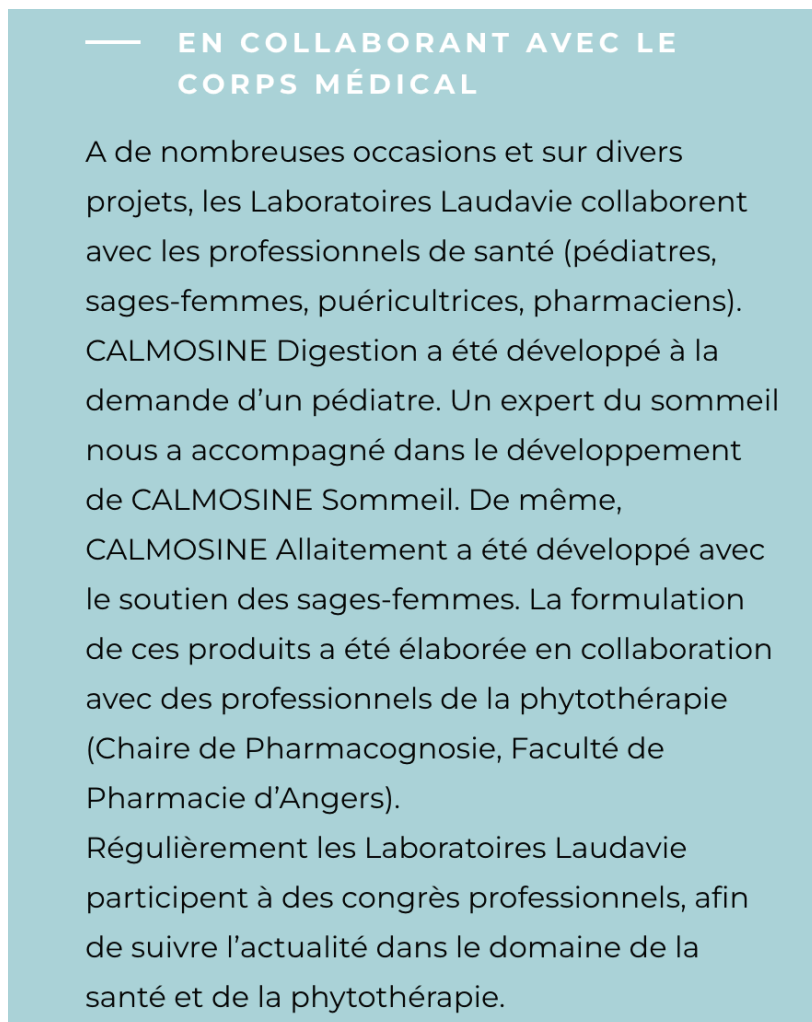 EN COLLABORANT AVEC LE
CORPS MÉDICAL
A de nombreuses occasions et sur divers
projets, les Laboratoires Laudavie collaborent
avec les professionnels de santé (pédiatres,
sages-femmes, puéricultrices, pharmaciens).
CALMOSINE Digestion a été développé à la
demande d’un pédiatre. Un expert du sommeil
nous a accompagné dans le développement
de CALMOSINE Sommeil. De même,
CALMOSINE Allaitement a été développé avec
le soutien des sages-femmes. La formulation
de ces produits a été élaborée en collaboration
avec des professionnels de la phytothérapie
(Chaire de Pharmacognosie, Faculté de
Pharmacie d’Angers).
Régulièrement les Laboratoires Laudavie
participent à des congrès professionnels, afin
de suivre l’actualité dans le domaine de la
santé et de la phytothérapie.